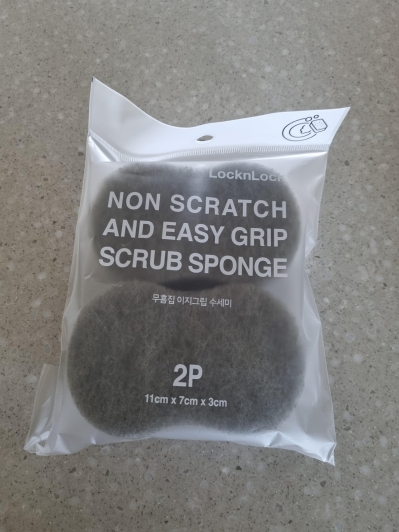 LocknLock
NON SCRATCH
AND EASY GRIP
SCRUB SPONGE
무흠집 이지그립 수세미
2P
11cm x 7cm x 3cm